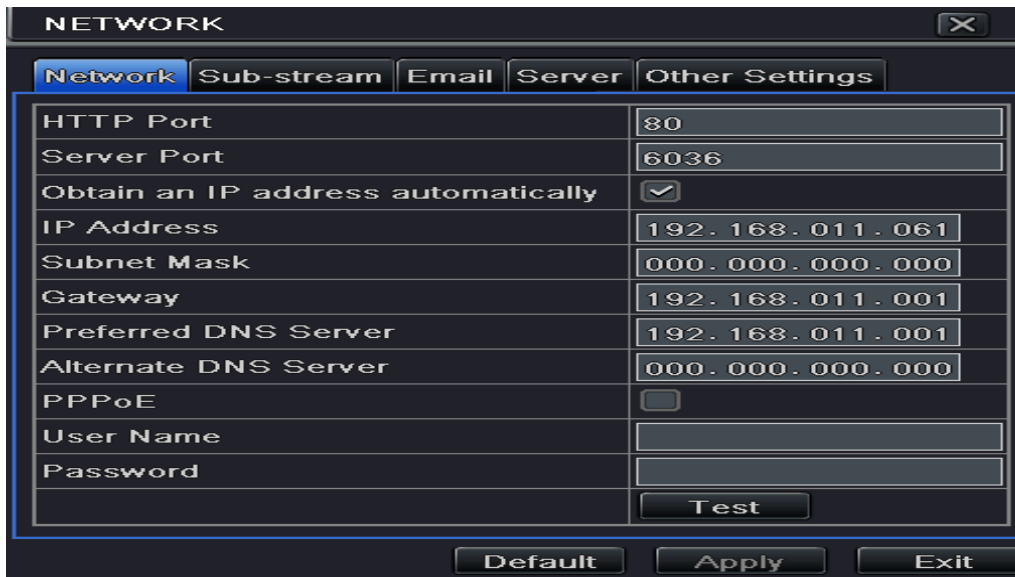 NETWORK
Network Sub-stream Email Server Other Settings
HTTP Port 80
Server Port 6036
Obtain an IP address automatically
IP Address 192.168.011.061
Subnet Mask 000.000.000.000
Gateway 192.168.011.001
Preferred DNS Server 192.168.011.001
Alternate DNS Server 000.000.000.000
PPPoE
User Name
Password
Test
Default Apply Exit